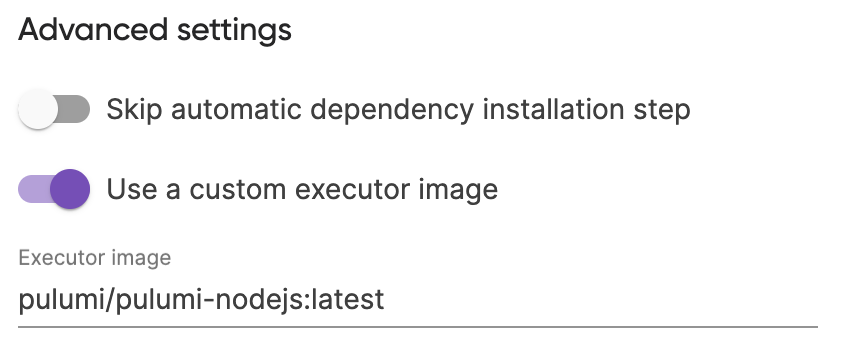 Advanced settings
Skip automatic dependency installation step
Use a custom executor image
Executor image
pulumi/pulumi-nodejs:latest